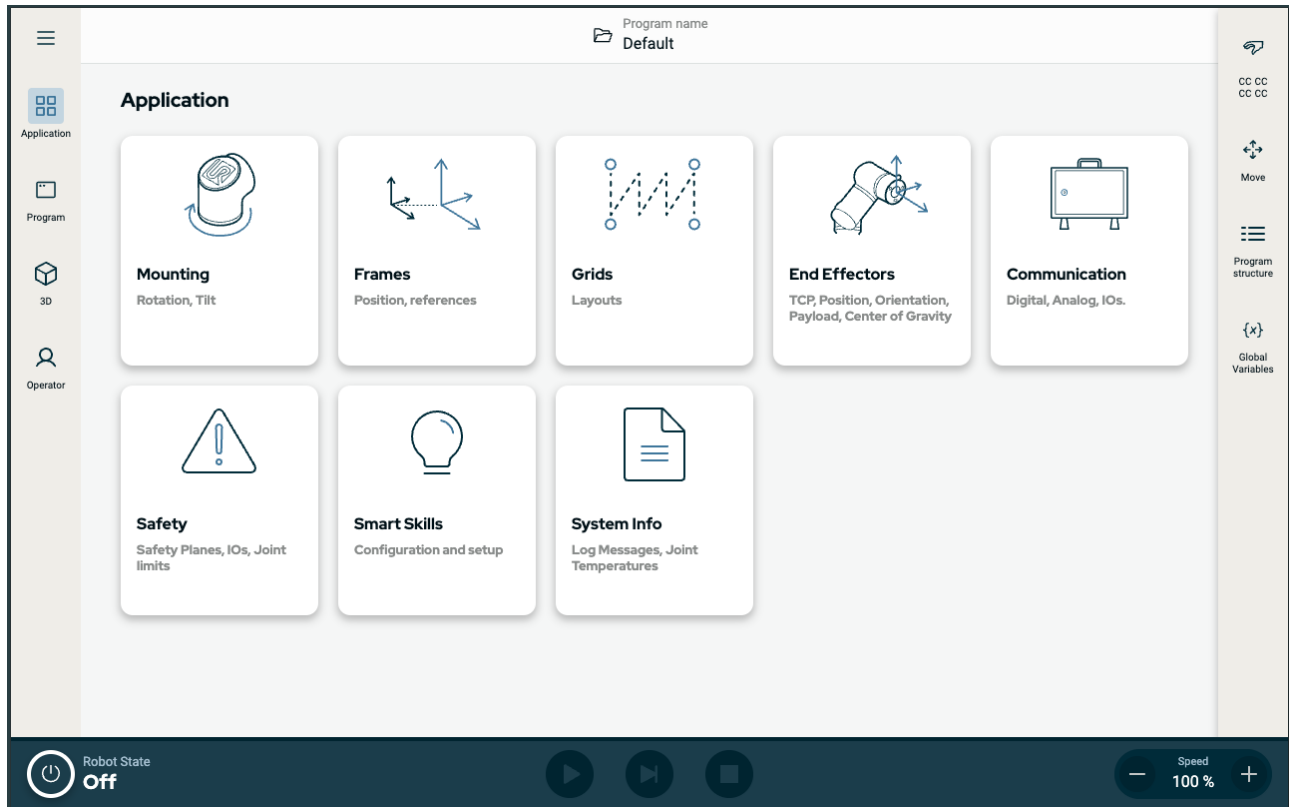 Program name
Default
Application
Program
3D
Operator
Application
UR
Mounting
Rotation, Tilt
Frames
Position, references
Grids
Layouts
End Effectors
TCP, Position, Orientation,
Payload, Center of Gravity
Communication
Digital, Analog, IOs.
Safety
Safety Planes, IOs, Joint
limits
Smart Skills
Configuration and setup
System Info
Log Messages, Joint
Temperatures
CC CC
CC CC
Move
Program
structure
{x}
Global
Variables
Robot State
Off
Speed
100 %